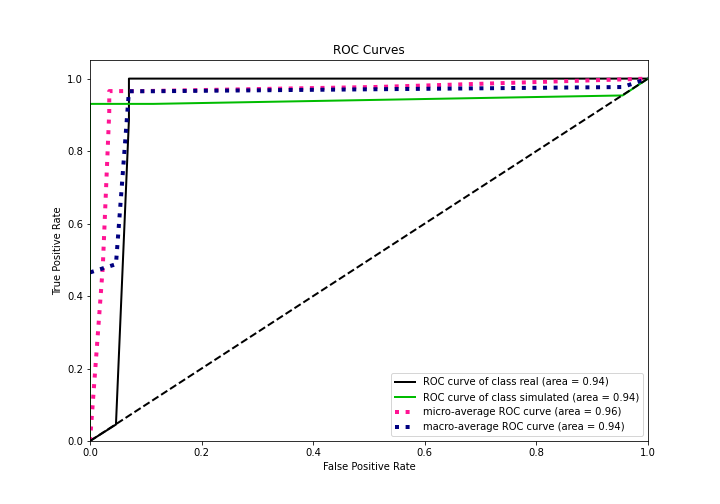 ROC Curves
1.0
0.8
0.6
0.4
0.2
0.0
True Positive Rate
0.0 0.2 0.4 0.6 0.8 1.0
False Positive Rate
ROC curve of class real (area = 0.94)
ROC curve of class simulated (area = 0.94)
micro-average ROC curve (area = 0.96)
macro-average ROC curve (area = 0.94)